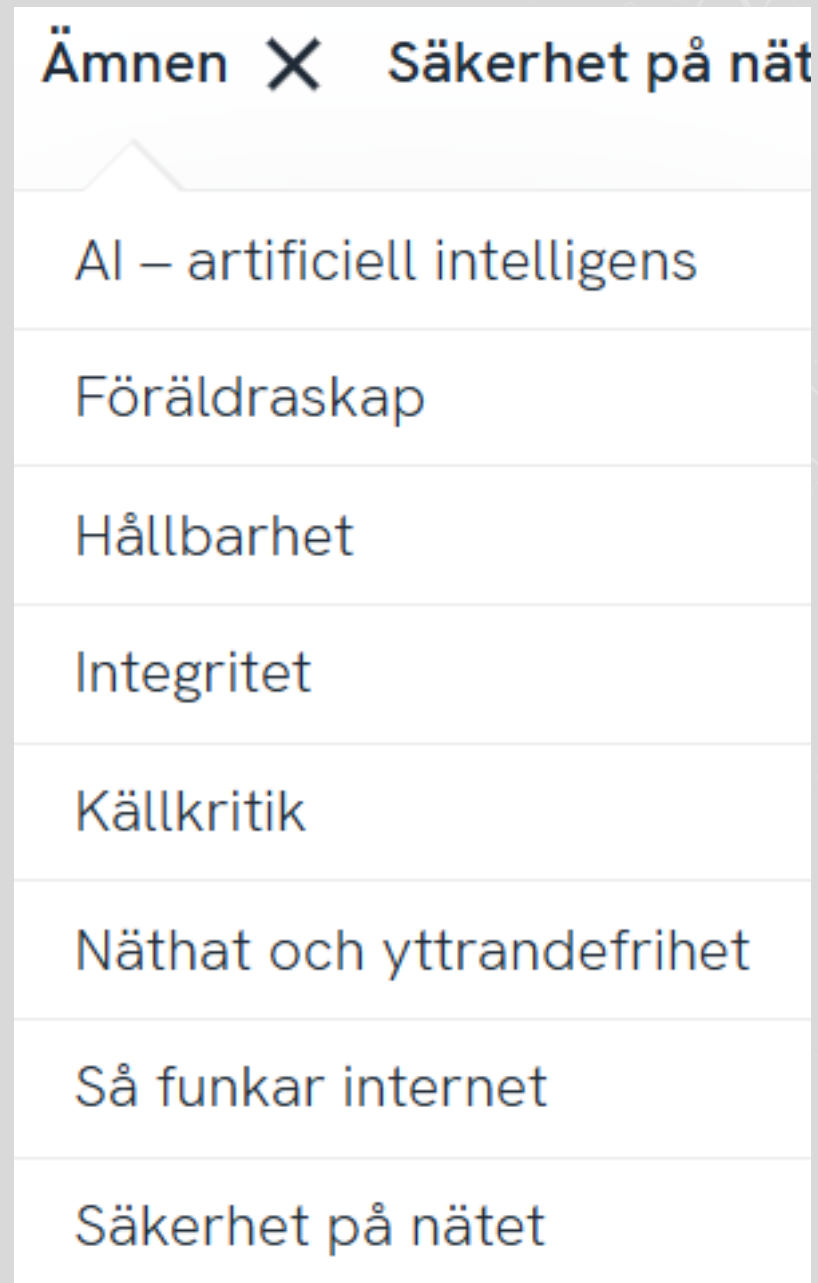 Ämnen Säkerhet på nät
AI – artificiell intelligens
Föräldraskap
Hållbarhet
Integritet
Källkritik
Näthat och yttrandefrihet
Så funkar internet
Säkerhet på nätet